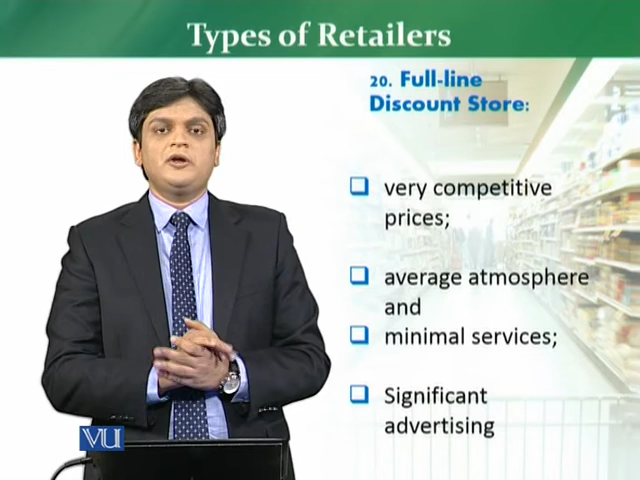 Types of Retailers
20. Full-line
Discount Store:
❑ very competitive
prices;
❑ average atmosphere
and
❑ minimal services;
❑ Significant
advertising
VU